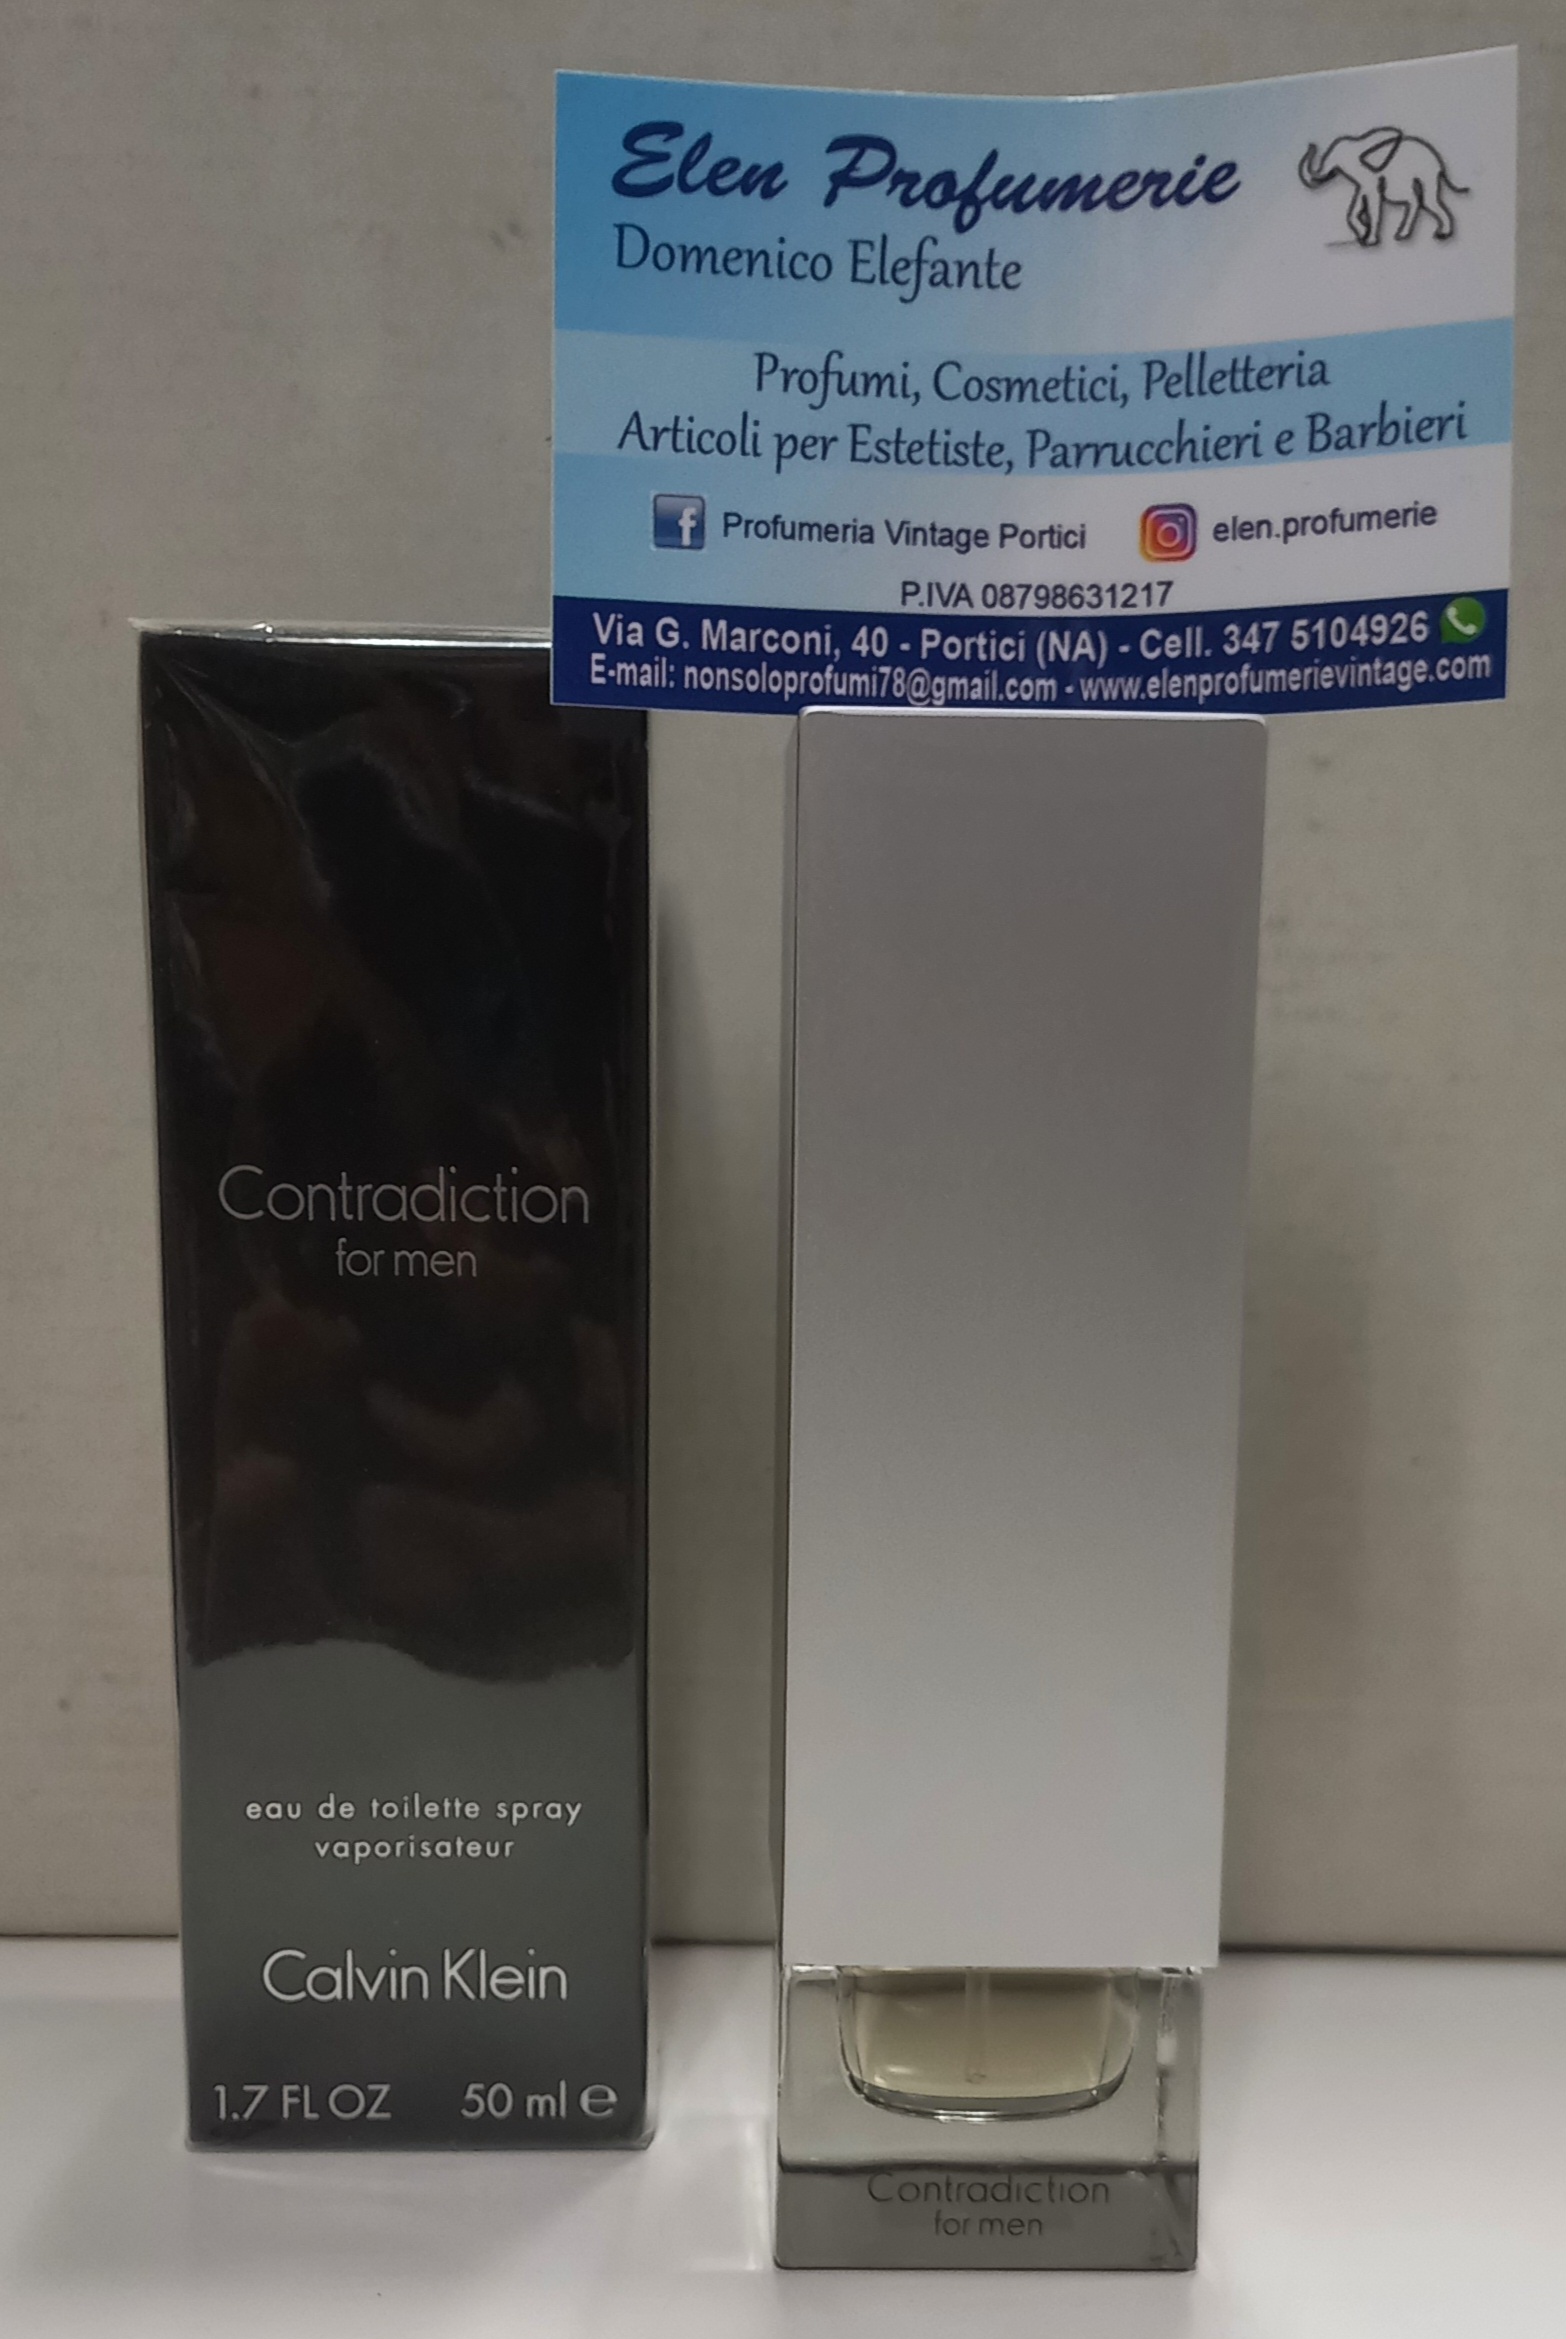 Elen Profumerie
Domenico Elefante
Profumi, Cosmetici, Pelletteria
Articoli per Estetiste, Parrucchieri e Barbieri
f Profumeria Vintage Portici elen.profumerie
P.IVA 08798631217
Via G. Marconi, 40 - Portici (NA) - Cell. 347 5104926
E-mail: nonsoloprofumi78@gmail.com - www.elenprofumerievintage.com
Contradiction
for men
eau de toilette spray
vaporisateur
Calvin Klein
1.7 FL OZ 50 ml e
Contradiction
for men